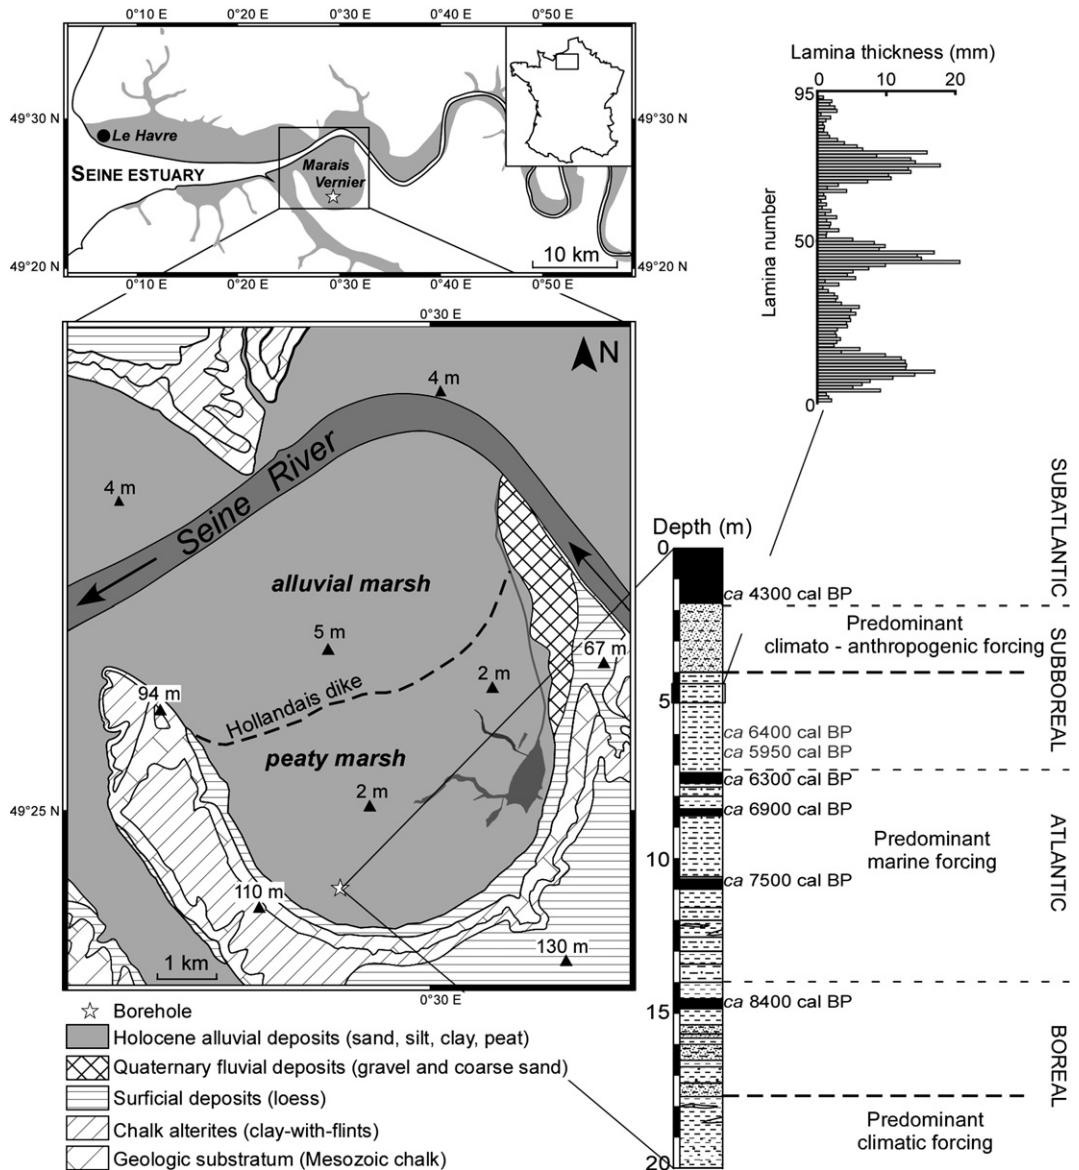 0°10 E
0°20 E
0°30 E
0°40 E
0°50 E
49°30 N
49°30 N
Le Havre
SEINE ESTUARY
Marais
Vernier
10 km
49°20 N
49°20 N
0°10 E
0°20 E
0°30 E
0°40 E
0°50 E
Lamina thickness (mm)
0
10
20
95
50
0
Lamina number
0°30 E
N
4 m
4 m
Seine River
alluvial marsh
5 m
67 m
94 m
Hollandais dike
2 m
peaty marsh
2 m
49°25 N
110 m
130 m
1 km
0°30 E
Borehole
Holocene alluvial deposits (sand, silt, clay, peat)
Quaternary fluvial deposits (gravel and coarse sand)
Surficial deposits (loess)
Chalk alterites (clay-with-flints)
Geologic substratum (Mesozoic chalk)
Depth (m)
0
5
10
15
20
ca 4300 cal BP
Predominant
climato - anthropogenic forcing
ca 6400 cal BP
ca 5950 cal BP
ca 6300 cal BP
ca 6900 cal BP
Predominant
marine forcing
ca 7500 cal BP
ca 8400 cal BP
Predominant
climatic forcing
SUBATLANTIC
SUBBOREAL
ATLANTIC
BOREAL